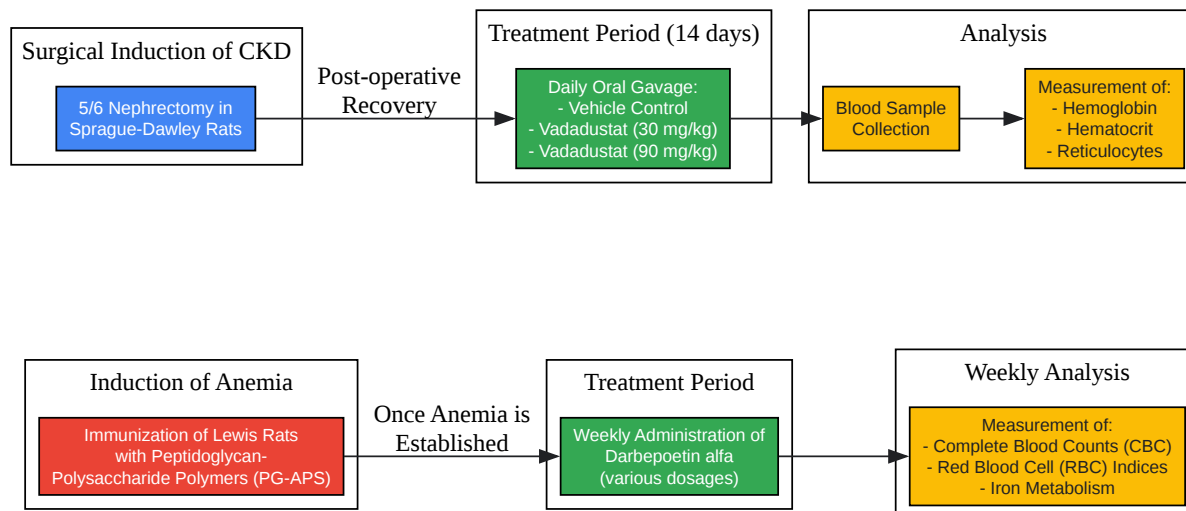 Surgical Induction of CKD
5/6 Nephrectomy in
Sprague-Dawley Rats
Post-operative
Recovery
Treatment Period (14 days)
Daily Oral Gavage:
- Vehicle Control
- Vadadustat (30 mg/kg)
- Vadadustat (90 mg/kg)
Analysis
Blood Sample
Collection
Measurement of:
- Hemoglobin
- Hematocrit
- Reticulocytes
Induction of Anemia
Immunization of Lewis Rats
with Peptidoglycan-
Polysaccharide Polymers (PG-APS)
Once Anemia is
Established
Treatment Period
Weekly Administration of
Darbepoetin alfa
(various dosages)
Weekly Analysis
Measurement of:
- Complete Blood Counts (CBC)
- Red Blood Cell (RBC) Indices
- Iron Metabolism